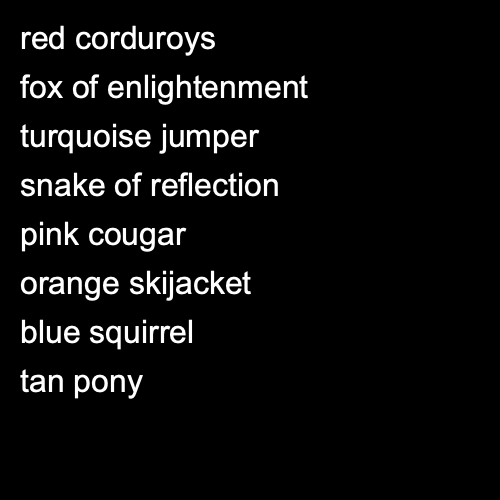 red corduroys
fox of enlightenment
turquoise jumper
snake of reflection
pink cougar
orange skijacket
blue squirrel
tan pony